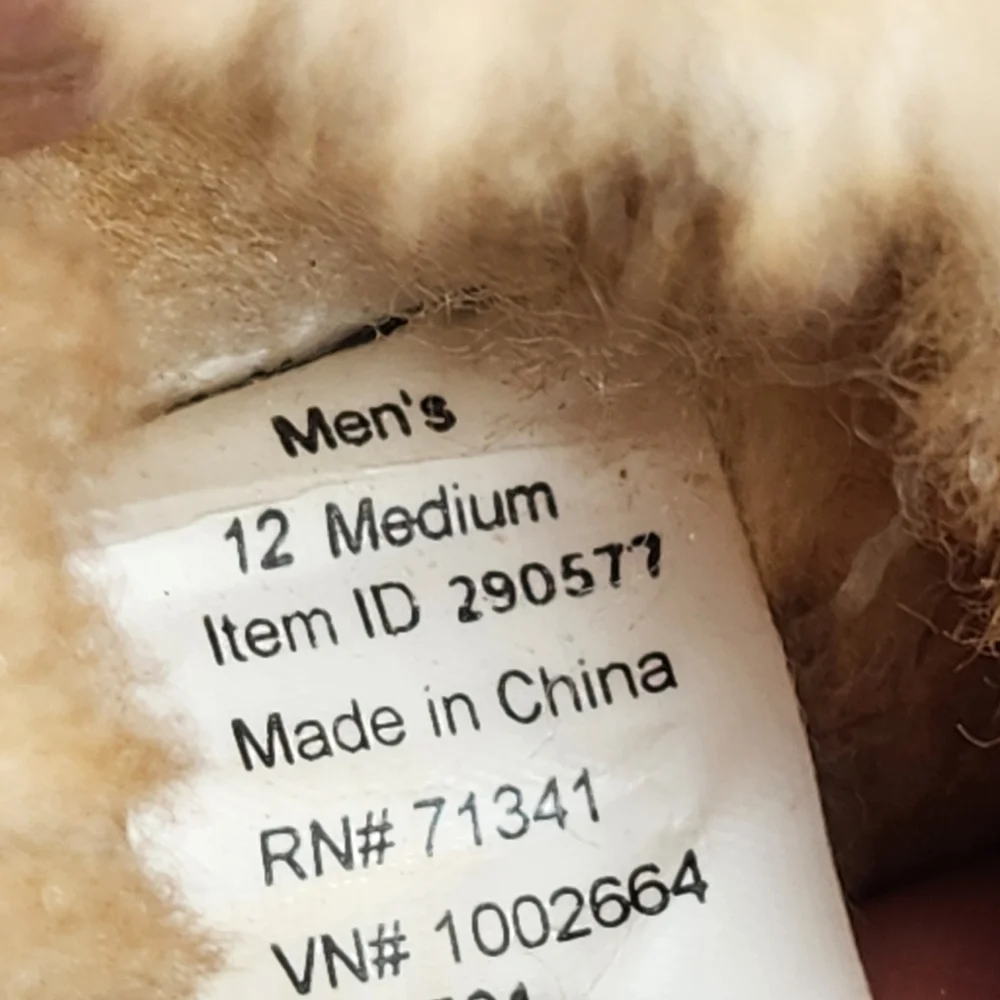 Men's
12 Medium
Item ID 290577
Made in China
RN# 71341
VN# 1002664